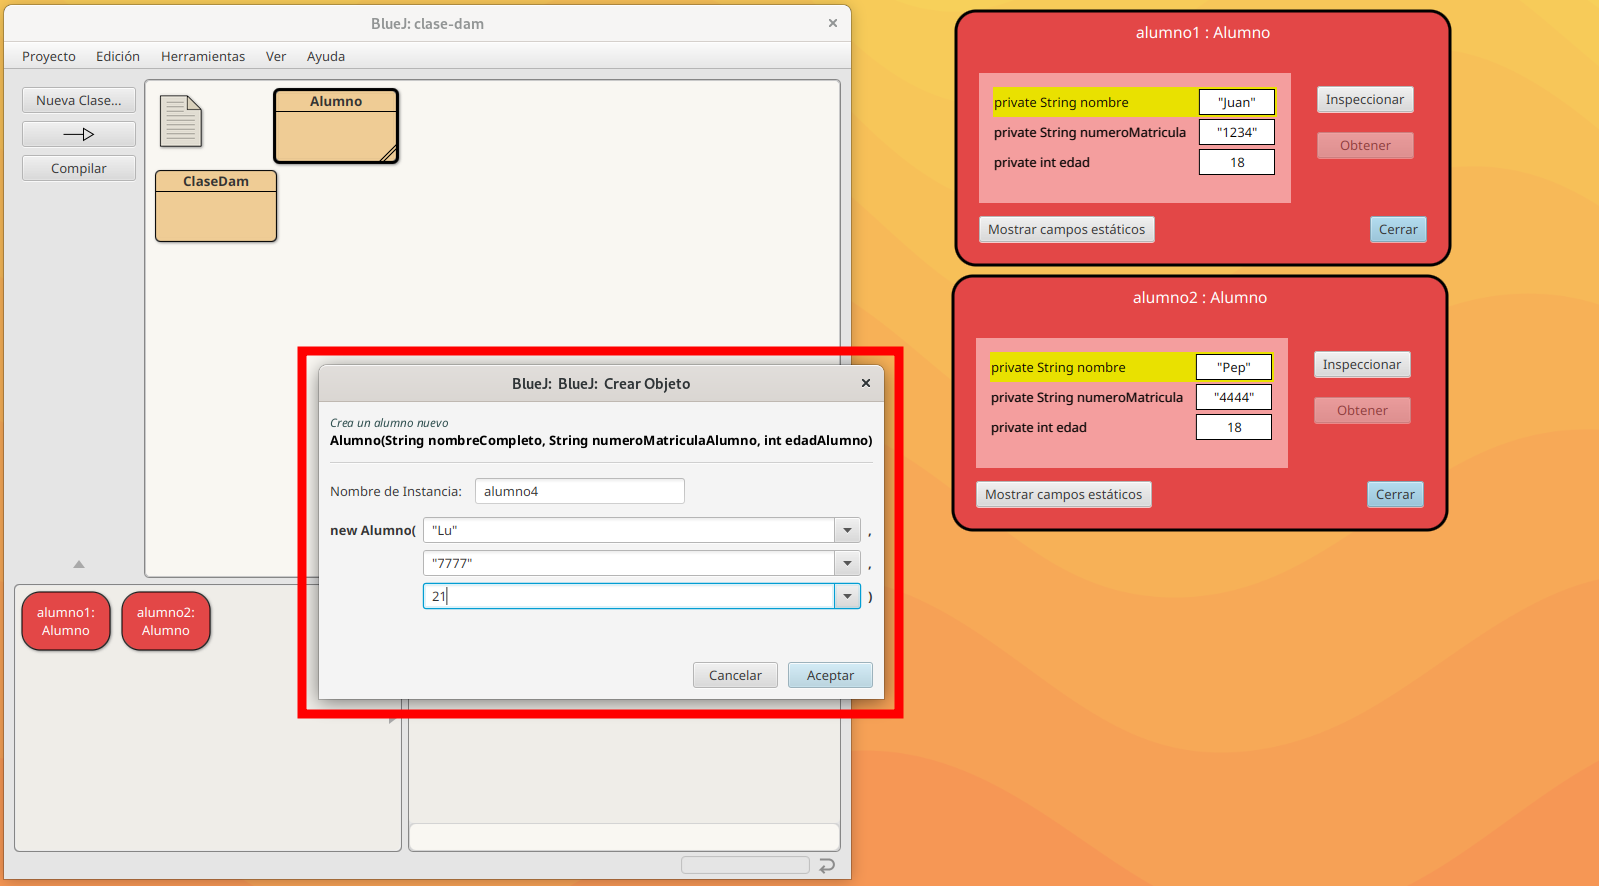 BlueJ: clase-dam
Proyecto Edición Herramientas Ver Ayuda
Nueva Clase...
Compilar
Alumno
ClaseDam
alumno1:
Alumno
alumno2:
Alumno
BlueJ: BlueJ: Crear Objeto
Crea un alumno nuevo
Alumno(String nombreCompleto, String numeroMatriculaAlumno, int edadAlumno)
Nombre de Instancia: alumno4
new Alumno( "Lu" ,
"7777" ,
21 )
Cancelar Aceptar
alumno1 : Alumno
private String nombre "Juan"
private String numeroMatricula "1234"
private int edad 18
Inspeccionar
Obtener
Mostrar campos estáticos
Cerrar
alumno2 : Alumno
private String nombre "Pep"
private String numeroMatricula "4444"
private int edad 18
Inspeccionar
Obtener
Mostrar campos estáticos
Cerrar